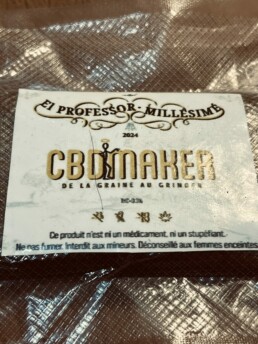 El PROFESSOR - MILLÉSIMÉ
2024
CBDMAKER
DE LA GRAINE AU GRINDER
Ce produit n'est ni un médicament, ni un stupéfiant.
Ne pas fumer. Interdit aux mineurs. Déconseillé aux femmes enceintes